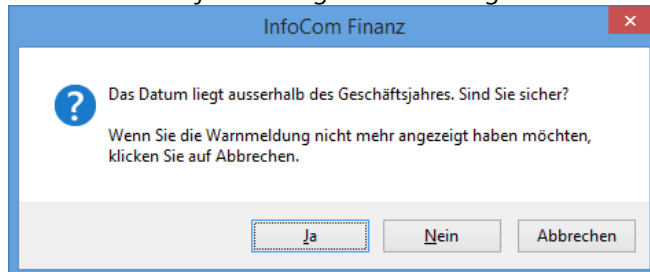 InfoCom Finanz
Das Datum liegt ausserhalb des Geschäftsjahres. Sind Sie sicher?
Wenn Sie die Warnmeldung nicht mehr angezeigt haben möchten,
klicken Sie auf Abbrechen.
Ja Nein Abbrechen